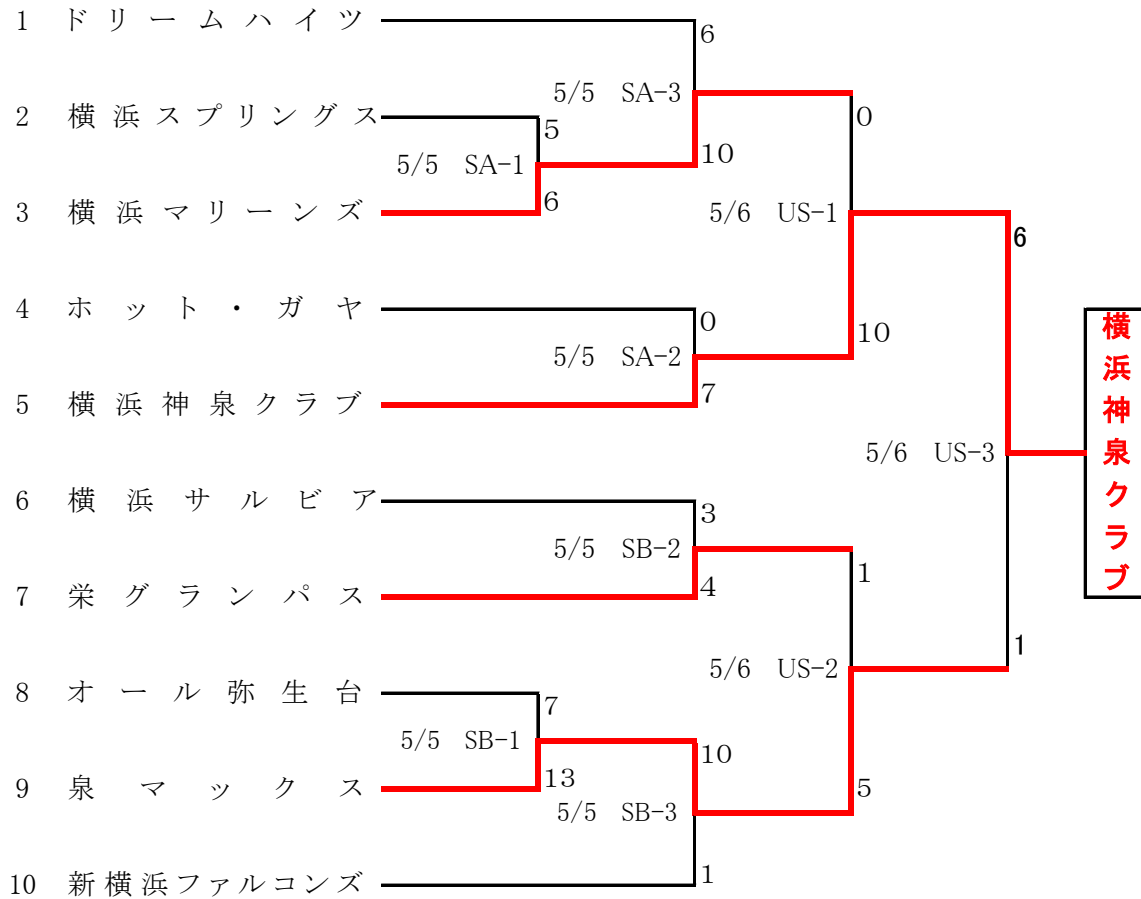 1 ドリームハイツ
6
5/5 SA-3
0
2 横浜スプリングス
5
5/5 SA-1
10
3 横浜マリーンズ
6
5/6 US-1
6
4 ホット・ガヤ
0
5/5 SA-2
10
5 横浜神泉クラブ
7
5/6 US-3
横浜神泉クラブ
6 横浜サルビア
3
5/5 SB-2
1
7 栄グランパス
4
5/6 US-2
1
8 オール弥生台
7
5/5 SB-1
10
9 泉マックス
13
5/5 SB-3
5
10 新横浜ファルコンズ
1